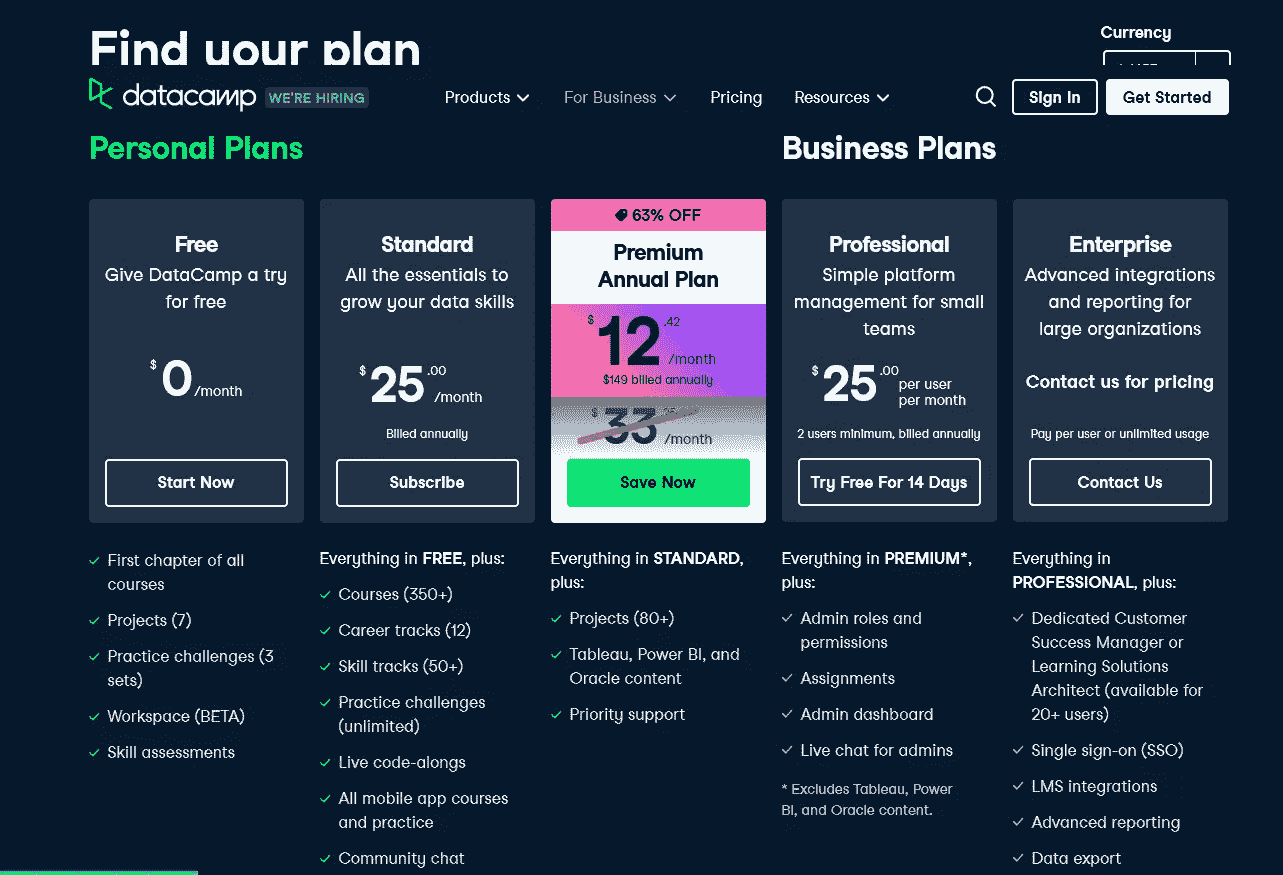 Find your plan
Currency
datacamp WE'RE HIRING
Products
For Business
Pricing
Resources
Sign In
Get Started
Personal Plans
Business Plans
Free
Give DataCamp a try
for free
$0/month
Start Now
Standard
All the essentials to
grow your data skills
$25.00/month
Billed annually
Subscribe
63% OFF
Premium
Annual Plan
$12.42/month
$149 billed annually
$33.25/month
Save Now
Professional
Simple platform
management for small
teams
$25.00 per user
per month
2 users minimum, billed annually
Try Free For 14 Days
Enterprise
Advanced integrations
and reporting for
large organizations
Contact us for pricing
Pay per user or unlimited usage
Contact Us
First chapter of all
courses
Projects (7)
Practice challenges (3
sets)
Workspace (BETA)
Skill assessments
Everything in FREE, plus:
Courses (350+)
Career tracks (12)
Skill tracks (50+)
Practice challenges
(unlimited)
Live code-alongs
All mobile app courses
and practice
Community chat
Everything in STANDARD,
plus:
Projects (80+)
Tableau, Power BI, and
Oracle content
Priority support
Everything in PREMIUM*,
plus:
Admin roles and
permissions
Assignments
Admin dashboard
Live chat for admins
* Excludes Tableau, Power
BI, and Oracle content.
Everything in
PROFESSIONAL, plus:
Dedicated Customer
Success Manager or
Learning Solutions
Architect (available for
20+ users)
Single sign-on (SSO)
LMS integrations
Advanced reporting
Data export